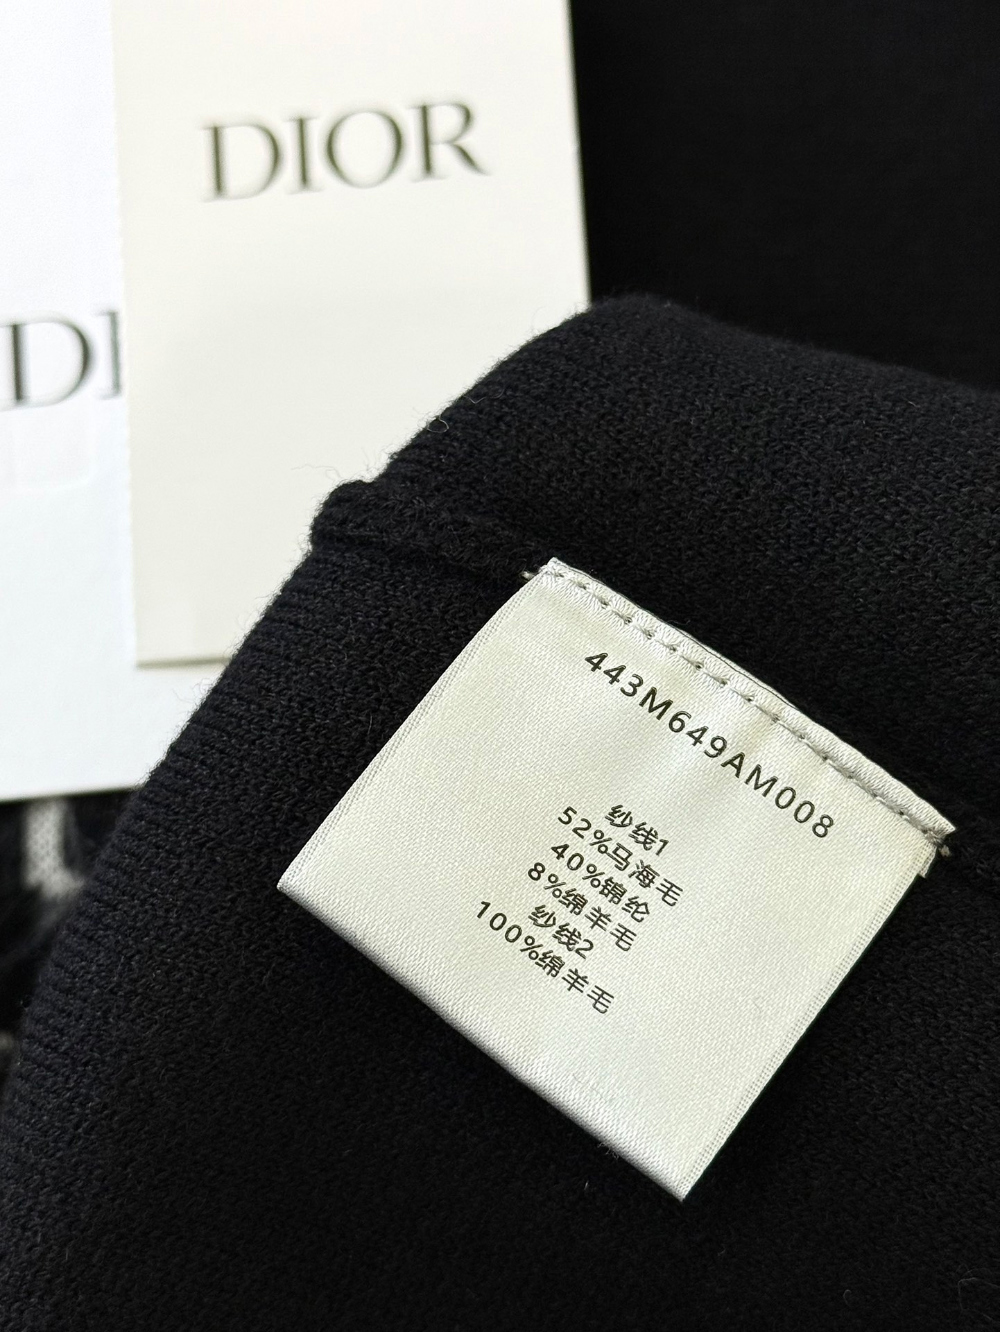 DIOR
DI
443M649AM008
纱线1
52%马海毛
40%锦纶
8%绵羊毛
纱线2
100%绵羊毛